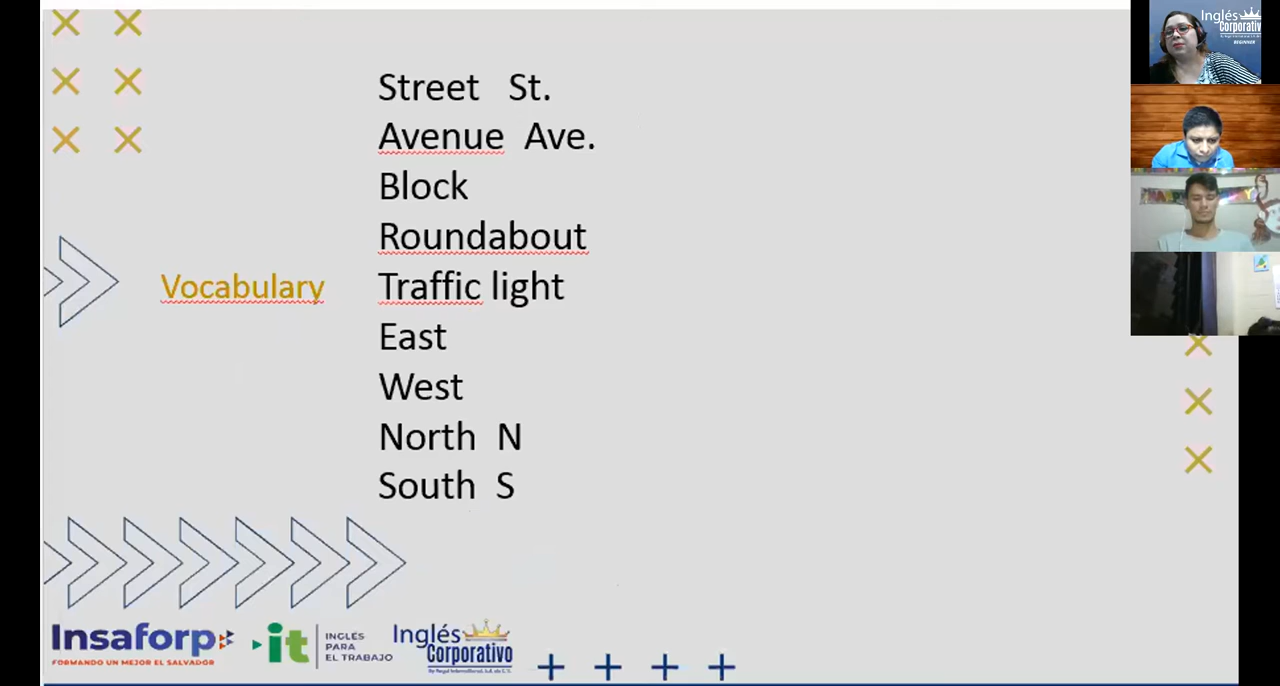 Street St.
Avenue Ave.
Block
Roundabout
Vocabulary
Traffic light
East
West
North N
South S
Insaforp
FORMANDO UN MEJOR EL SALVADOR
it
INGLÉS
PARA
EL TRABAJO
Inglés
Corporativo
Inglés
Corporativo
BEGINNER